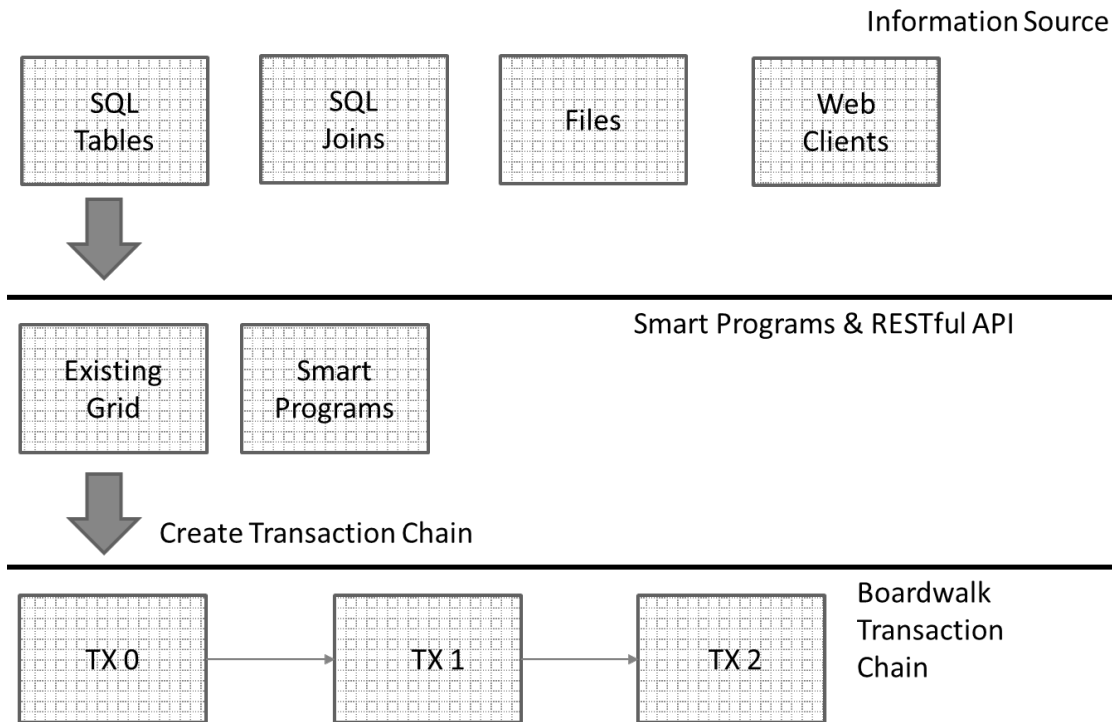 Information Source
SQL
Tables
SQL
Joins
Files
Web
Clients
Smart Programs & RESTful API
Existing
Grid
Smart
Programs
Create Transaction Chain
TX 0
TX 1
TX 2
Boardwalk
Transaction
Chain